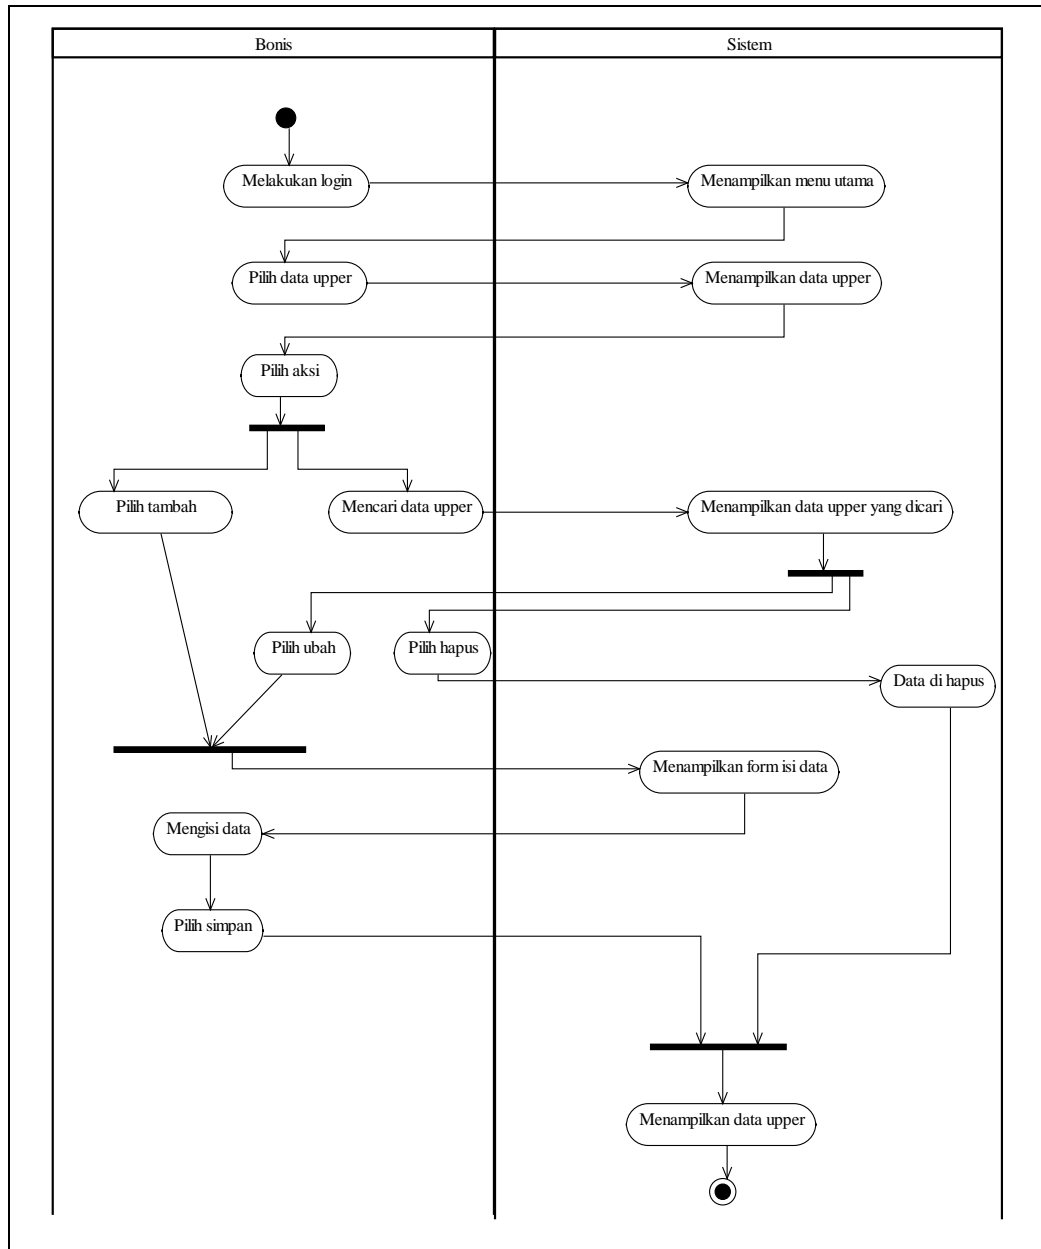 Bonis
Sistem
Melakukan login
Menampilkan menu utama
Pilih data upper
Menampilkan data upper
Pilih aksi
Pilih tambah
Mencari data upper
Menampilkan data upper yang dicari
Pilih ubah
Pilih hapus
Data di hapus
Menampilkan form isi data
Mengisi data
Pilih simpan
Menampilkan data upper